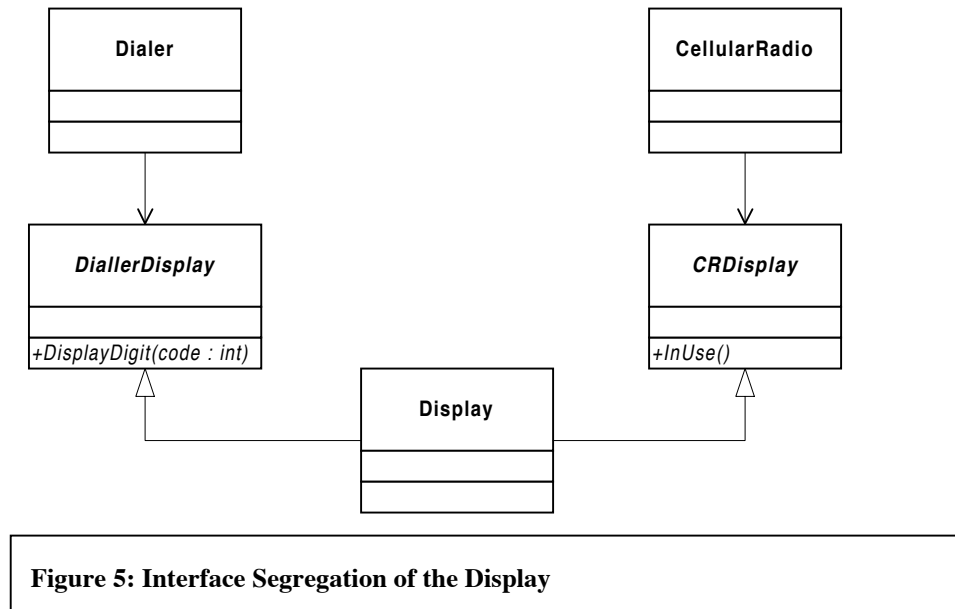 Dialer
CellularRadio
DiallerDisplay
CRDisplay
+DisplayDigit(code : int)
+InUse()
Display
Figure 5: Interface Segregation of the Display